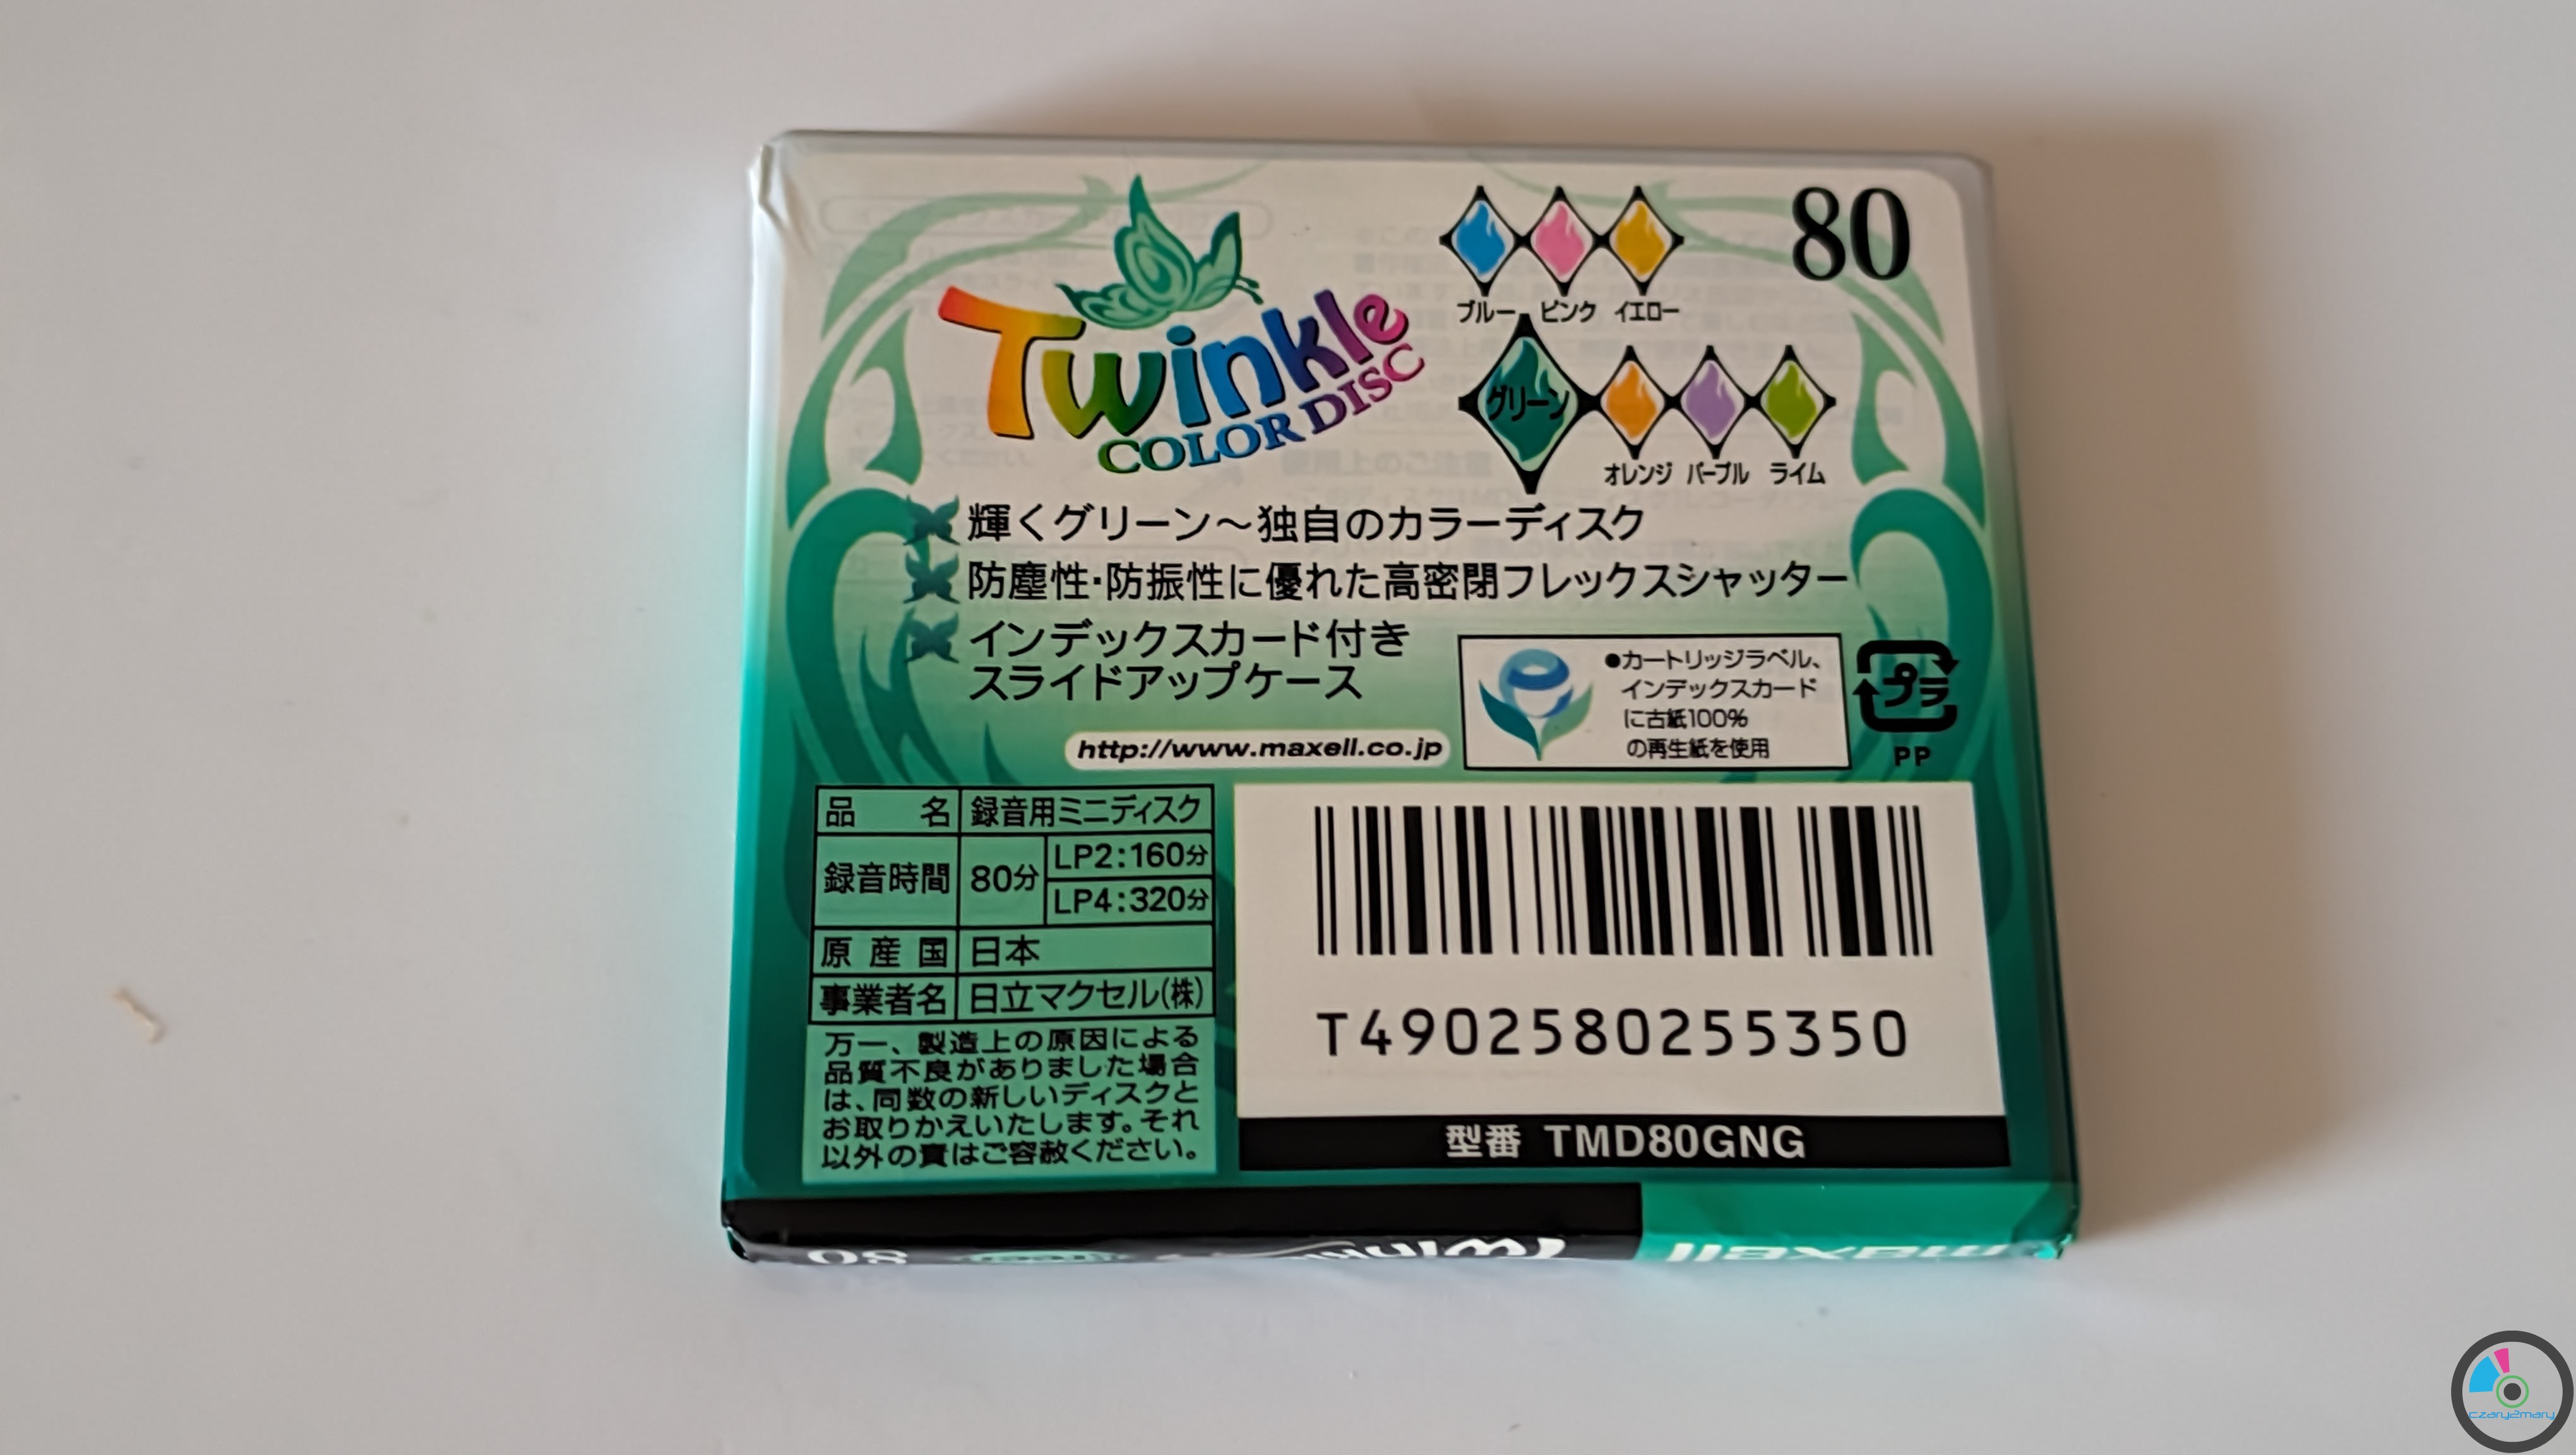 80
Twinkle
COLOR DISC
ブルー ピンク イエロー
グリーン
オレンジ パープル ライム
輝くグリーン～独自のカラーディスク
防塵性・防振性に優れた高密閉フレックスシャッター
インデックスカード付き
スライドアップケース
●カートリッジラベル、
インデックスカード
に古紙100%
の再生紙を使用
プラ
PP
http://www.maxell.co.jp
品 名 録音用ミニディスク
録音時間 80分 LP2:160分
LP4:320分
原産国 日本
事業者名 日立マクセル(株)
万一、製造上の原因による
品質不良がありました場合
は、同数の新しいディスクと
お取りかえいたします。それ
以外の責はご容赦ください。
T4902580255350
型番 TMD80GNG
maxell
Twinkle
80
czary2mary